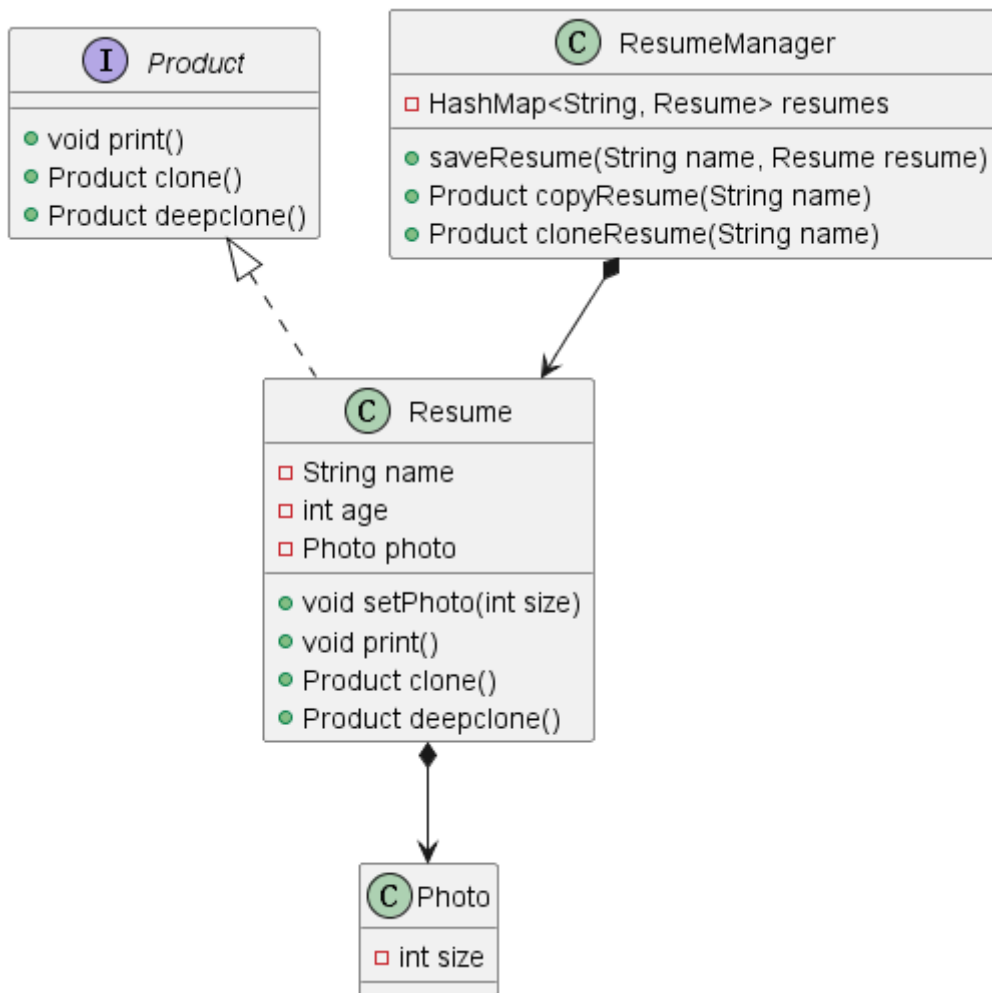 I Product
void print()
Product clone()
Product deepclone()
C ResumeManager
HashMap<String, Resume> resumes
saveResume(String name, Resume resume)
Product copyResume(String name)
Product cloneResume(String name)
C Resume
String name
int age
Photo photo
void setPhoto(int size)
void print()
Product clone()
Product deepclone()
C Photo
int size